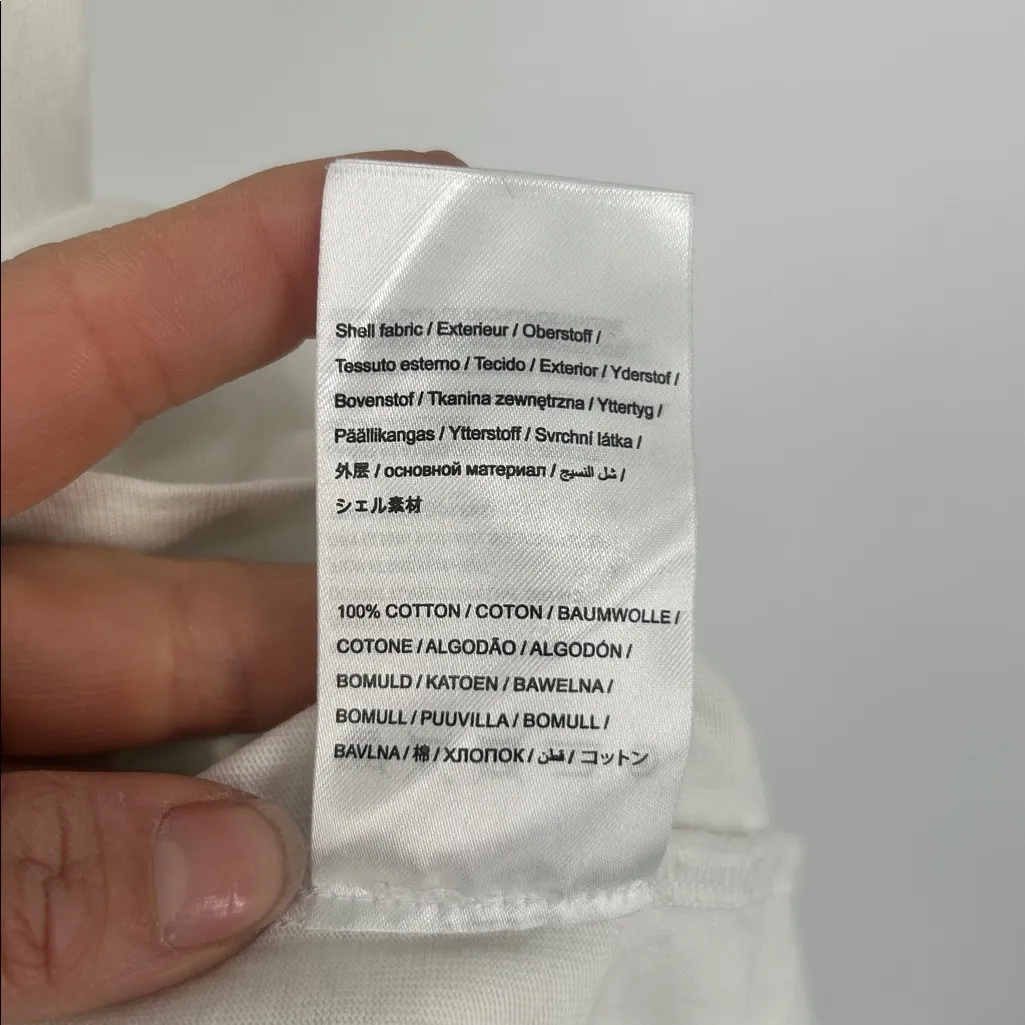 Shell fabric / Exterieur / Oberstoff /
Tessuto esterno / Tecido / Exterior / Yderstof /
Bovenstof / Tkanina zewnętrzna / Yttertyg /
Päällikangas / Ytterstoff / Svrchní látka /
外层 / основной материал / شل النسيج /
シェル素材
100% COTTON / COTON / BAUMWOLLE /
COTONE / ALGODÃO / ALGODÓN /
BOMULD / KATOEN / BAWELNA /
BOMULL / PUUVILLA / BOMULL /
BAVLNA / 棉 / ХЛОПОК / قطن / コットン